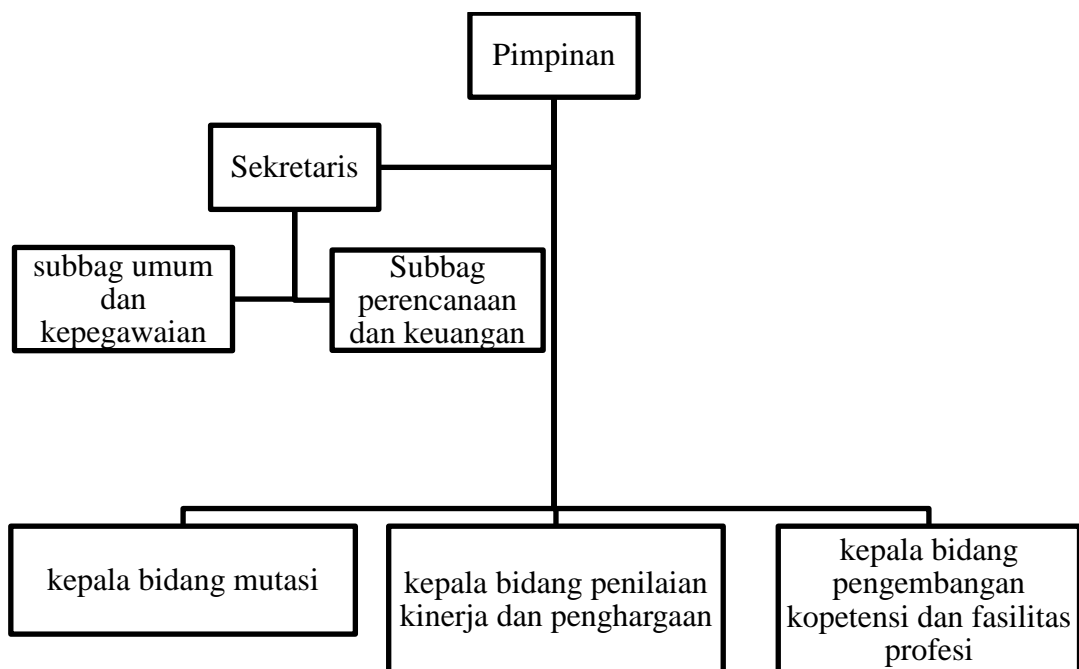 Pimpinan
Sekretaris
subbag umum
dan
kepegawaian
Subbag
perencanaan
dan keuangan
kepala bidang mutasi
kepala bidang penilaian
kinerja dan penghargaan
kepala bidang
pengembangan
kopetensi dan fasilitas
profesi